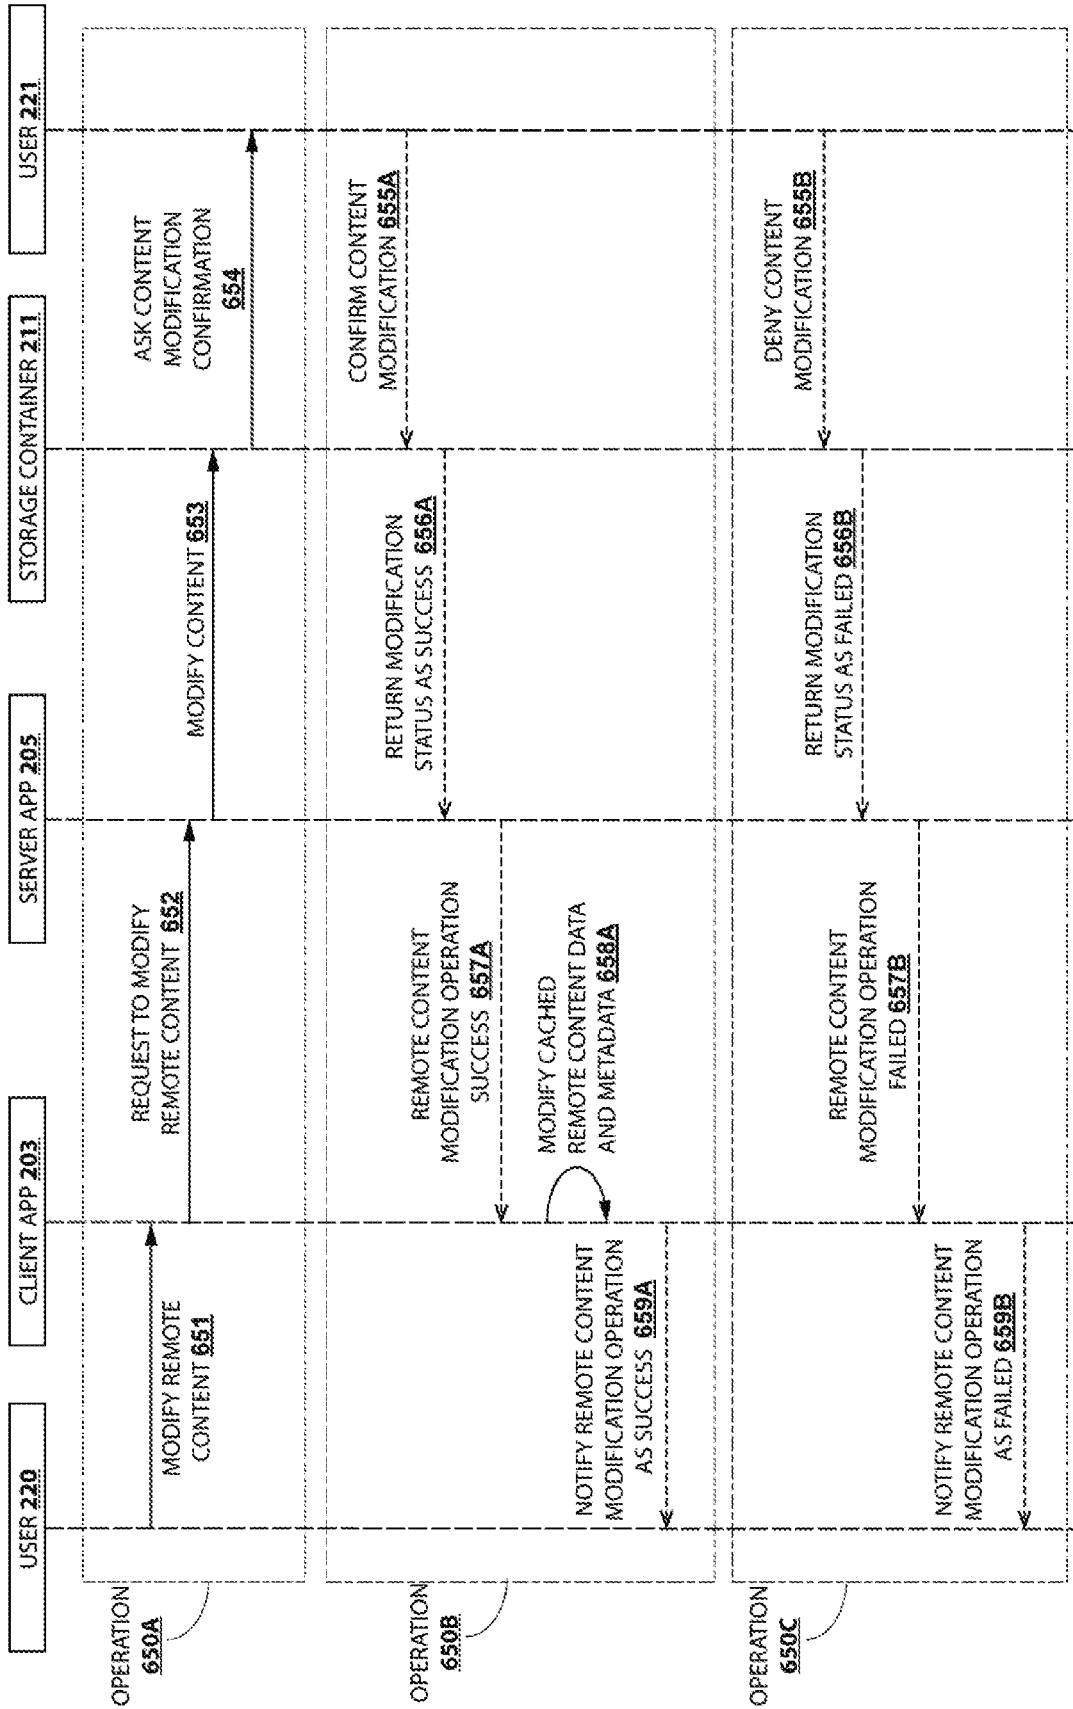 USER 220
CLIENT APP 203
SERVER APP 205
STORAGE CONTAINER 211
USER 221
OPERATION
650A
MODIFY REMOTE
CONTENT 651
REQUEST TO MODIFY
REMOTE CONTENT 652
MODIFY CONTENT 653
ASK CONTENT
MODIFICATION
CONFIRMATION
654
OPERATION
650B
CONFIRM CONTENT
MODIFICATION 655A
RETURN MODIFICATION
STATUS AS SUCCESS 656A
REMOTE CONTENT
MODIFICATION OPERATION
SUCCESS 657A
MODIFY CACHED
REMOTE CONTENT DATA
AND METADATA 658A
NOTIFY REMOTE CONTENT
MODIFICATION OPERATION
AS SUCCESS 659A
OPERATION
650C
DENY CONTENT
MODIFICATION 655B
RETURN MODIFICATION
STATUS AS FAILED 656B
REMOTE CONTENT
MODIFICATION OPERATION
FAILED 657B
NOTIFY REMOTE CONTENT
MODIFICATION OPERATION
AS FAILED 659B